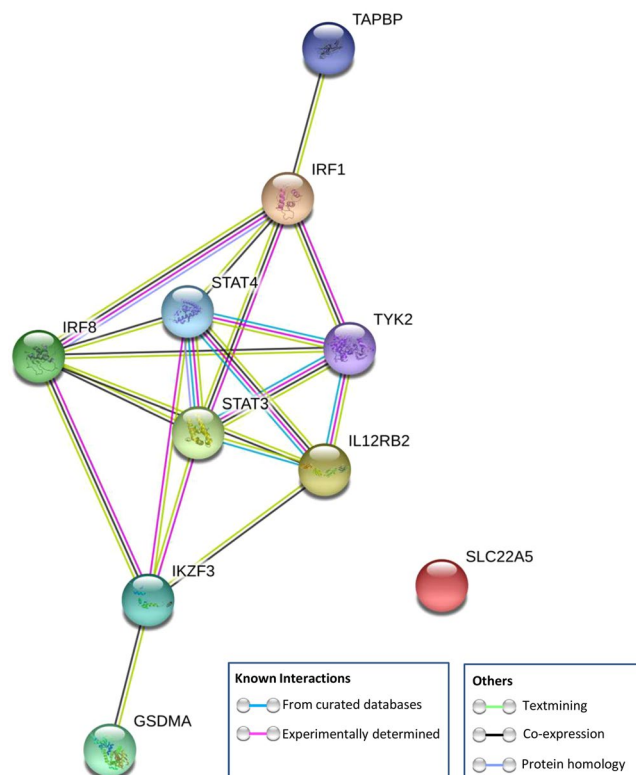 TAPBP
IRF1
STAT4
IRF8
TYK2
STAT3
IL12RB2
IKZF3
SLC22A5
GSDMA
Known Interactions
From curated databases
Experimentally determined
Others
Textmining
Co-expression
Protein homology